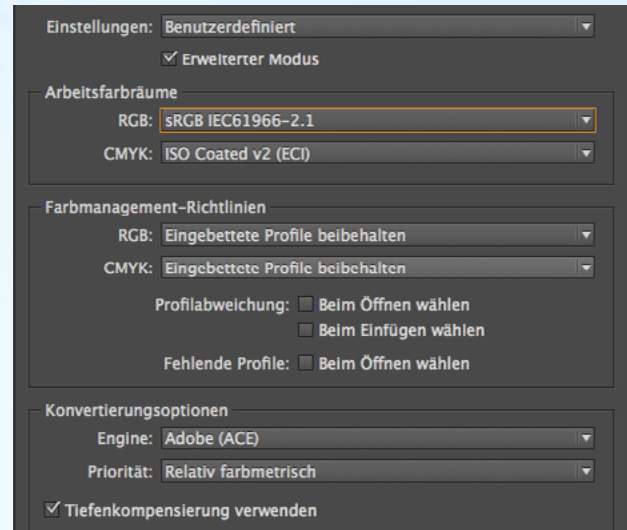 Einstellungen: Benutzerdefiniert
Erweiterter Modus
Arbeitsfarbräume
RGB: sRGB IEC61966-2.1
CMYK: ISO Coated v2 (ECI)
Farbmanagement-Richtlinien
RGB: Eingebettete Profile beibehalten
CMYK: Eingebettete Profile beibehalten
Profilabweichung: Beim Öffnen wählen
Beim Einfügen wählen
Fehlende Profile: Beim Öffnen wählen
Konvertierungsoptionen
Engine: Adobe (ACE)
Priorität: Relativ farbmetrisch
Tiefenkompensierung verwenden